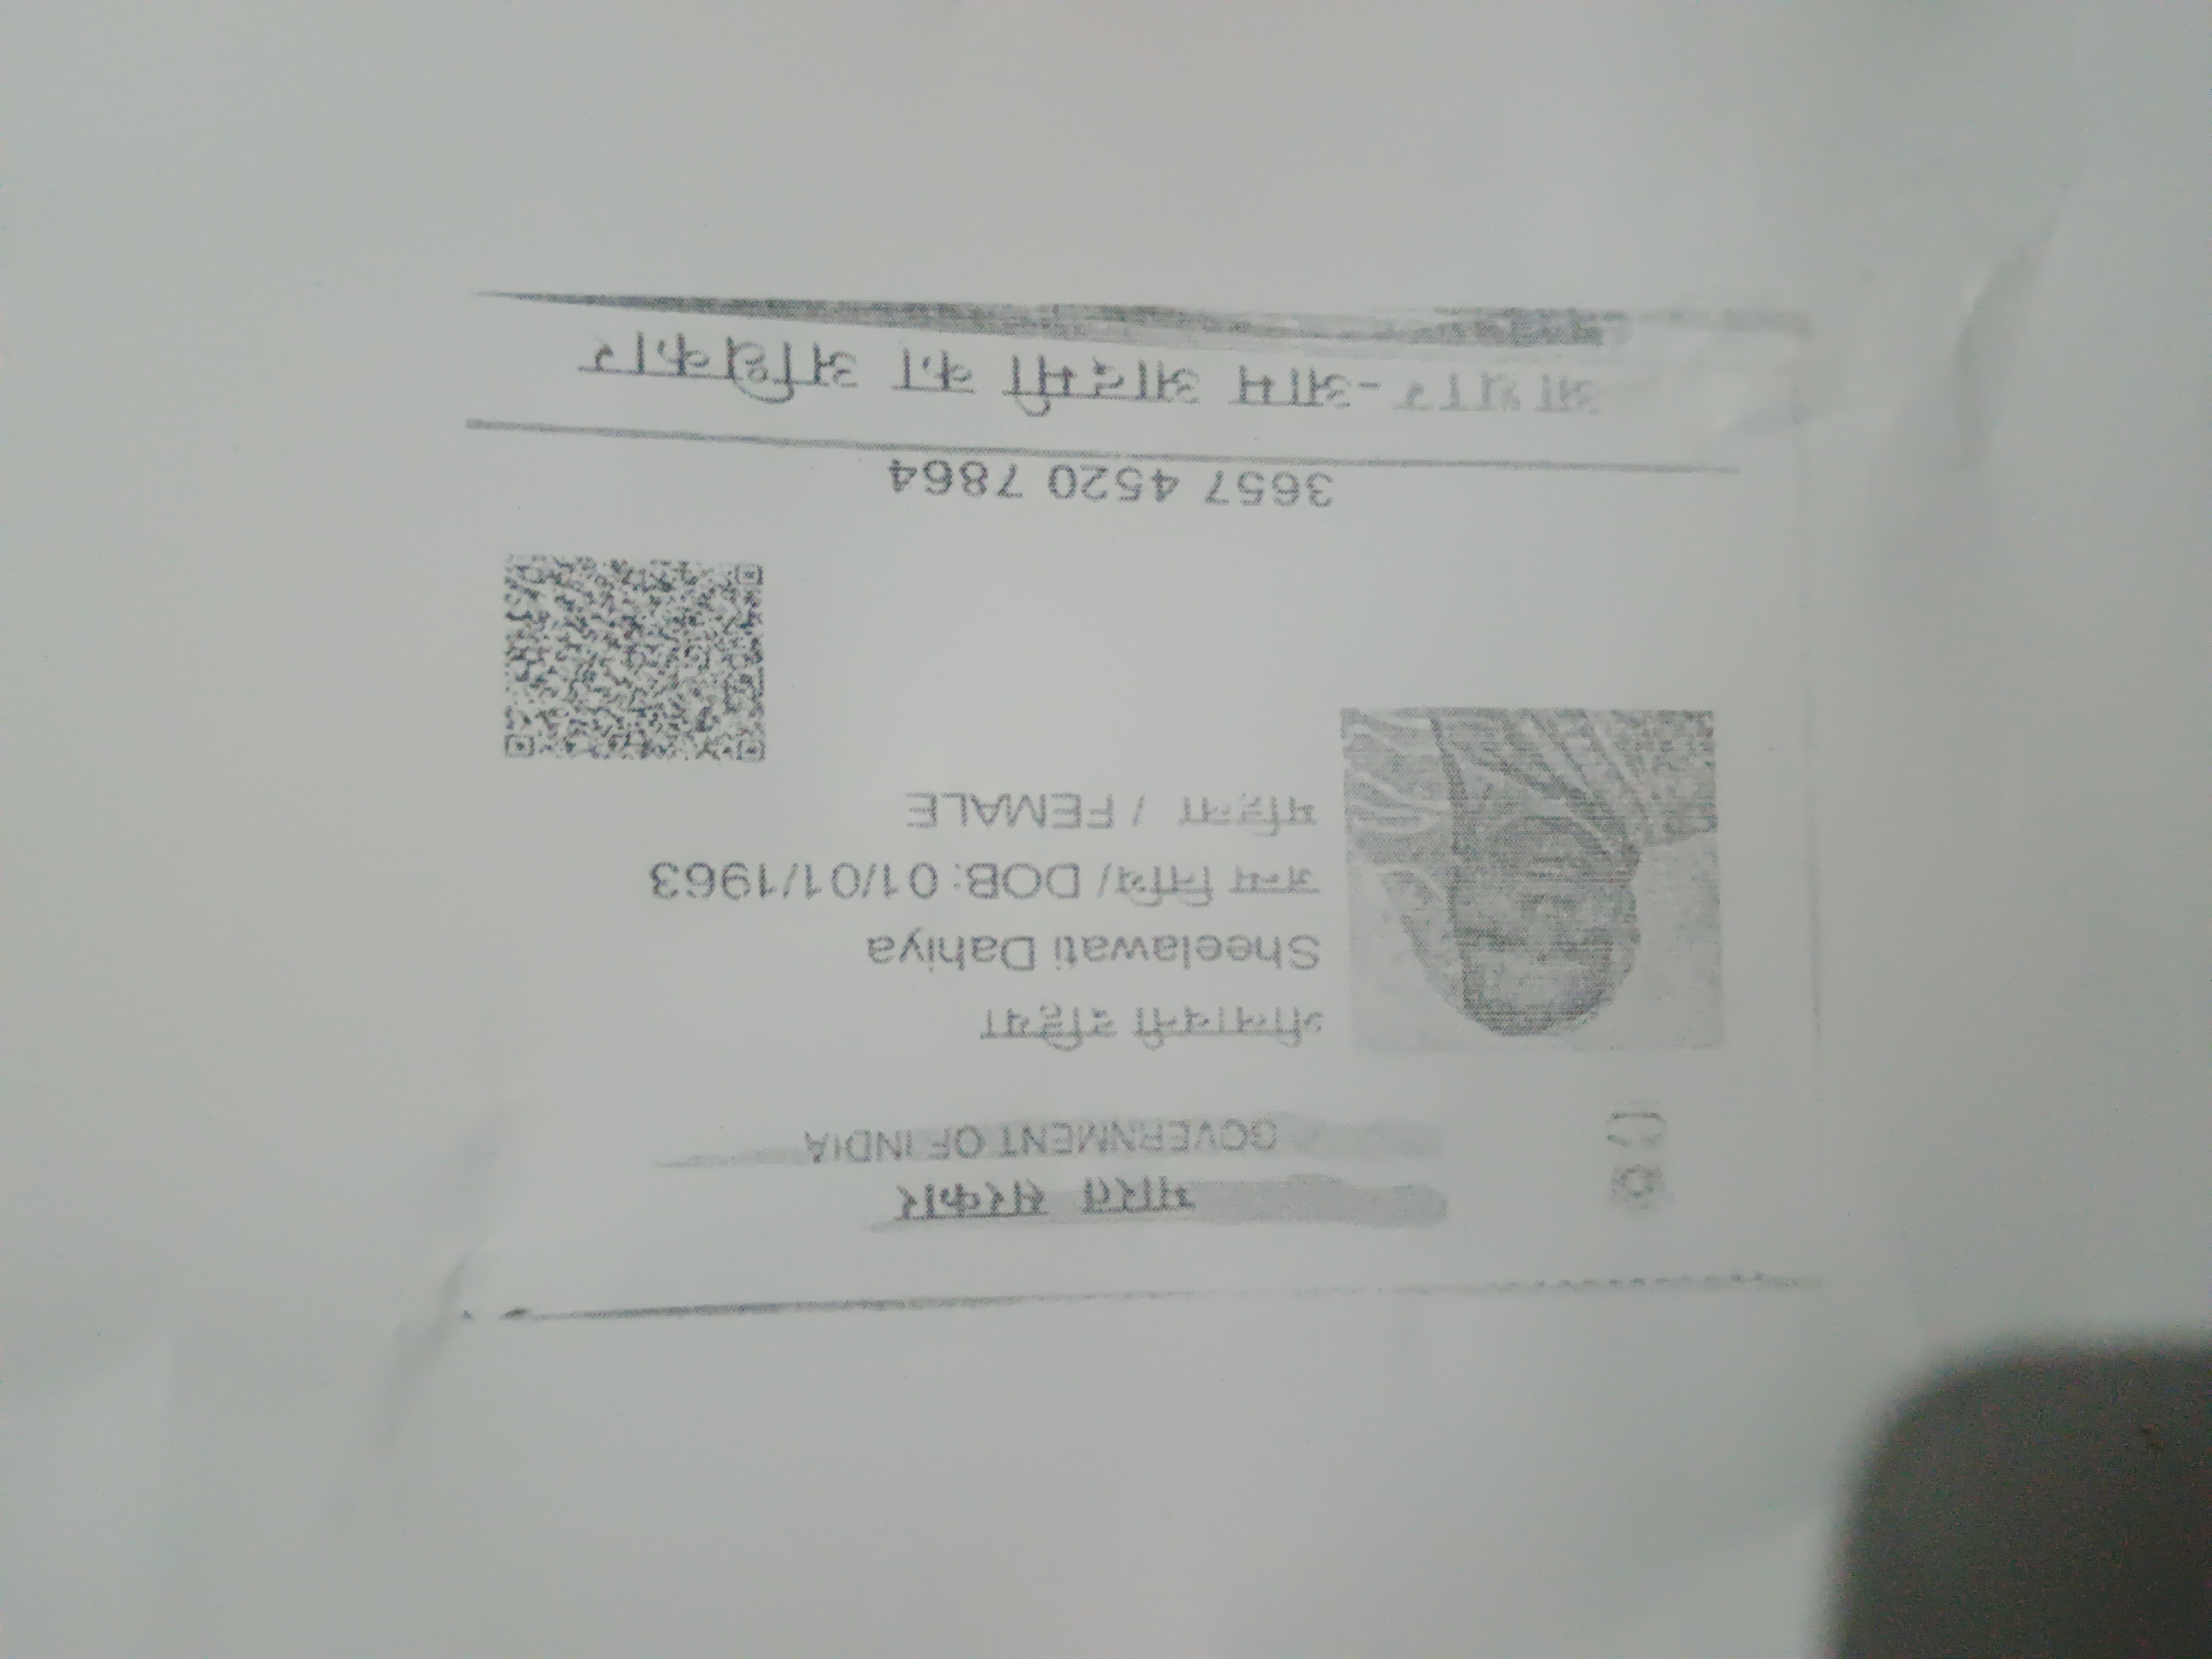 भारत सरकार
GOVERNMENT OF INDIA
शीलावती दहिया
Sheelawati Dahiya
जन्म तिथि/ DOB: 01/01/1963
महिला / FEMALE
3657 4520 7864
आधार-आम आदमी का अधिकार